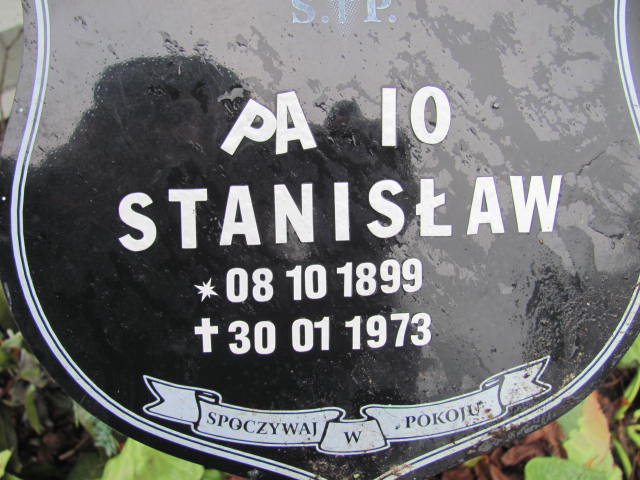 S.†P.
PA IO
STANISŁAW
* 08 10 1899
† 30 01 1973
SPOCZYWAJ W POKOJU